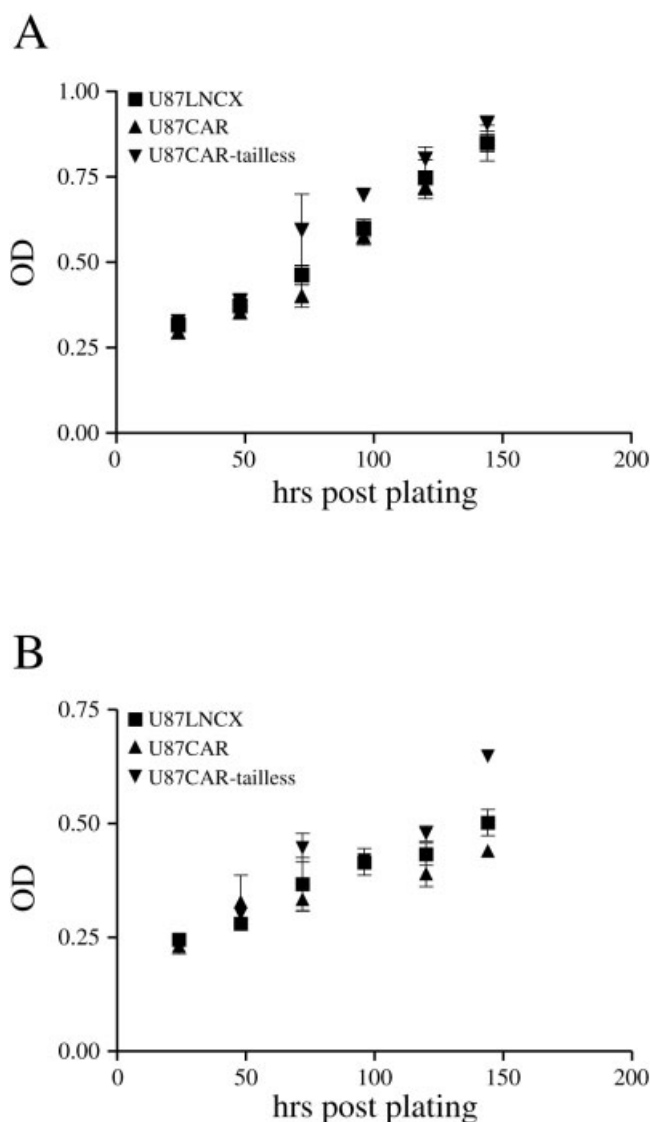 A
1.00
U87LNCX
U87CAR
U87CAR-tailless
0.75
OD
0.50
0.25
0.00
0 50 100 150 200
hrs post plating
B
0.75
U87LNCX
U87CAR
U87CAR-tailless
0.50
OD
0.25
0.00
0 50 100 150 200
hrs post plating